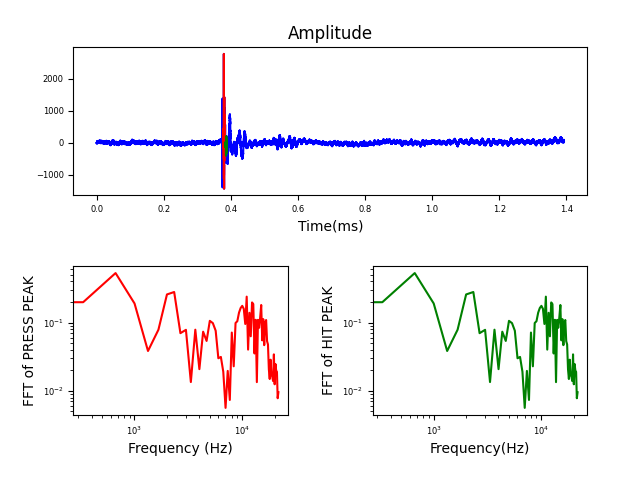 Amplitude
2000
1000
0
−1000
0.0 0.2 0.4 0.6 0.8 1.0 1.2 1.4
Time(ms)
FFT of PRESS PEAK
10⁻¹
10⁻²
10³ 10⁴
Frequency (Hz)
FFT of HIT PEAK
10⁻¹
10⁻²
10³ 10⁴
Frequency(Hz)